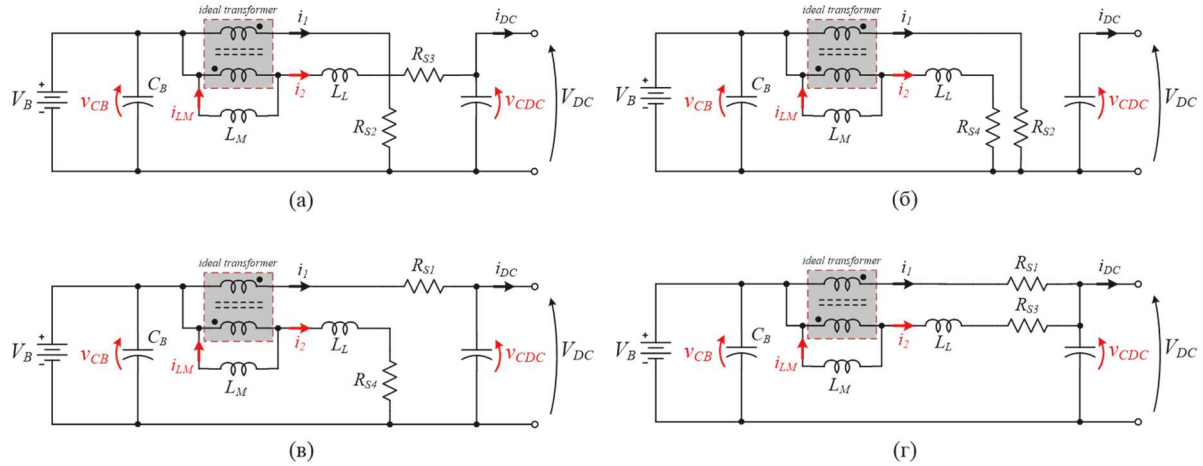 ideal transformer
i1
iDC
RS3
VB
+
-
vCB
CB
i2
LL
iLM
LM
RS2
vCDC
VDC
(а)
ideal transformer
i1
iDC
VB
+
-
vCB
CB
i2
LL
iLM
LM
RS4
RS2
vCDC
VDC
(б)
ideal transformer
i1
RS1
iDC
VB
+
-
vCB
CB
i2
LL
iLM
LM
RS4
vCDC
VDC
(в)
ideal transformer
i1
RS1
iDC
RS3
VB
+
-
vCB
CB
i2
LL
iLM
LM
vCDC
VDC
(г)